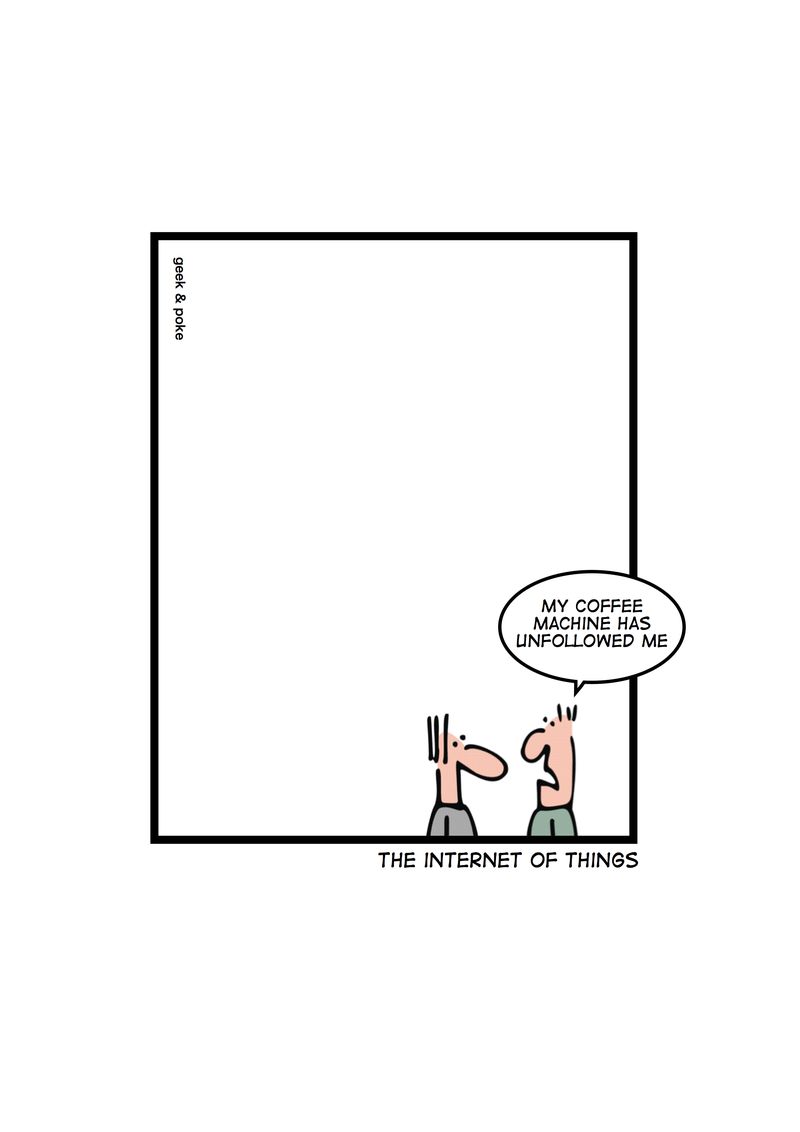 geek & poke
MY COFFEE
MACHINE HAS
UNFOLLOWED ME
THE INTERNET OF THINGS